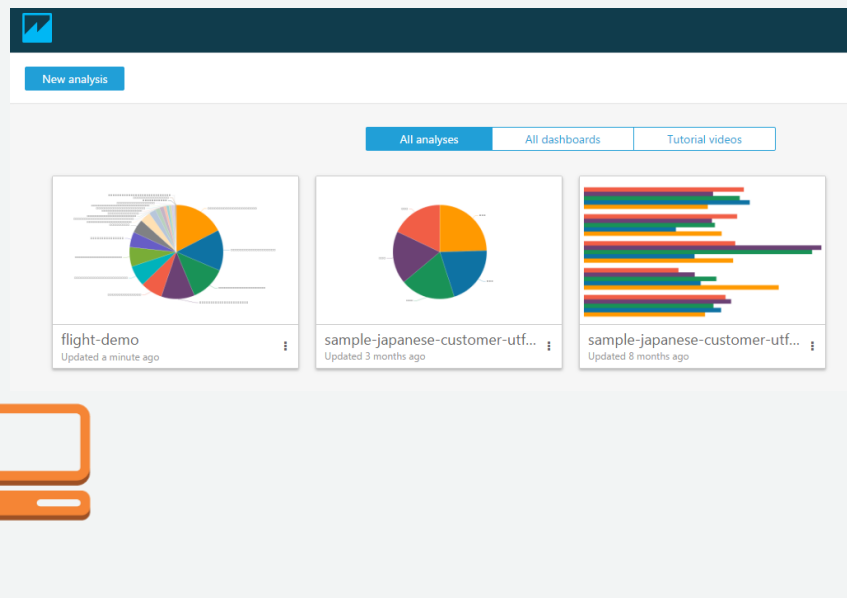 New analysis
All analyses
All dashboards
Tutorial videos
flight-demo
Updated a minute ago
sample-japanese-customer-utf...
Updated 3 months ago
sample-japanese-customer-utf...
Updated 8 months ago